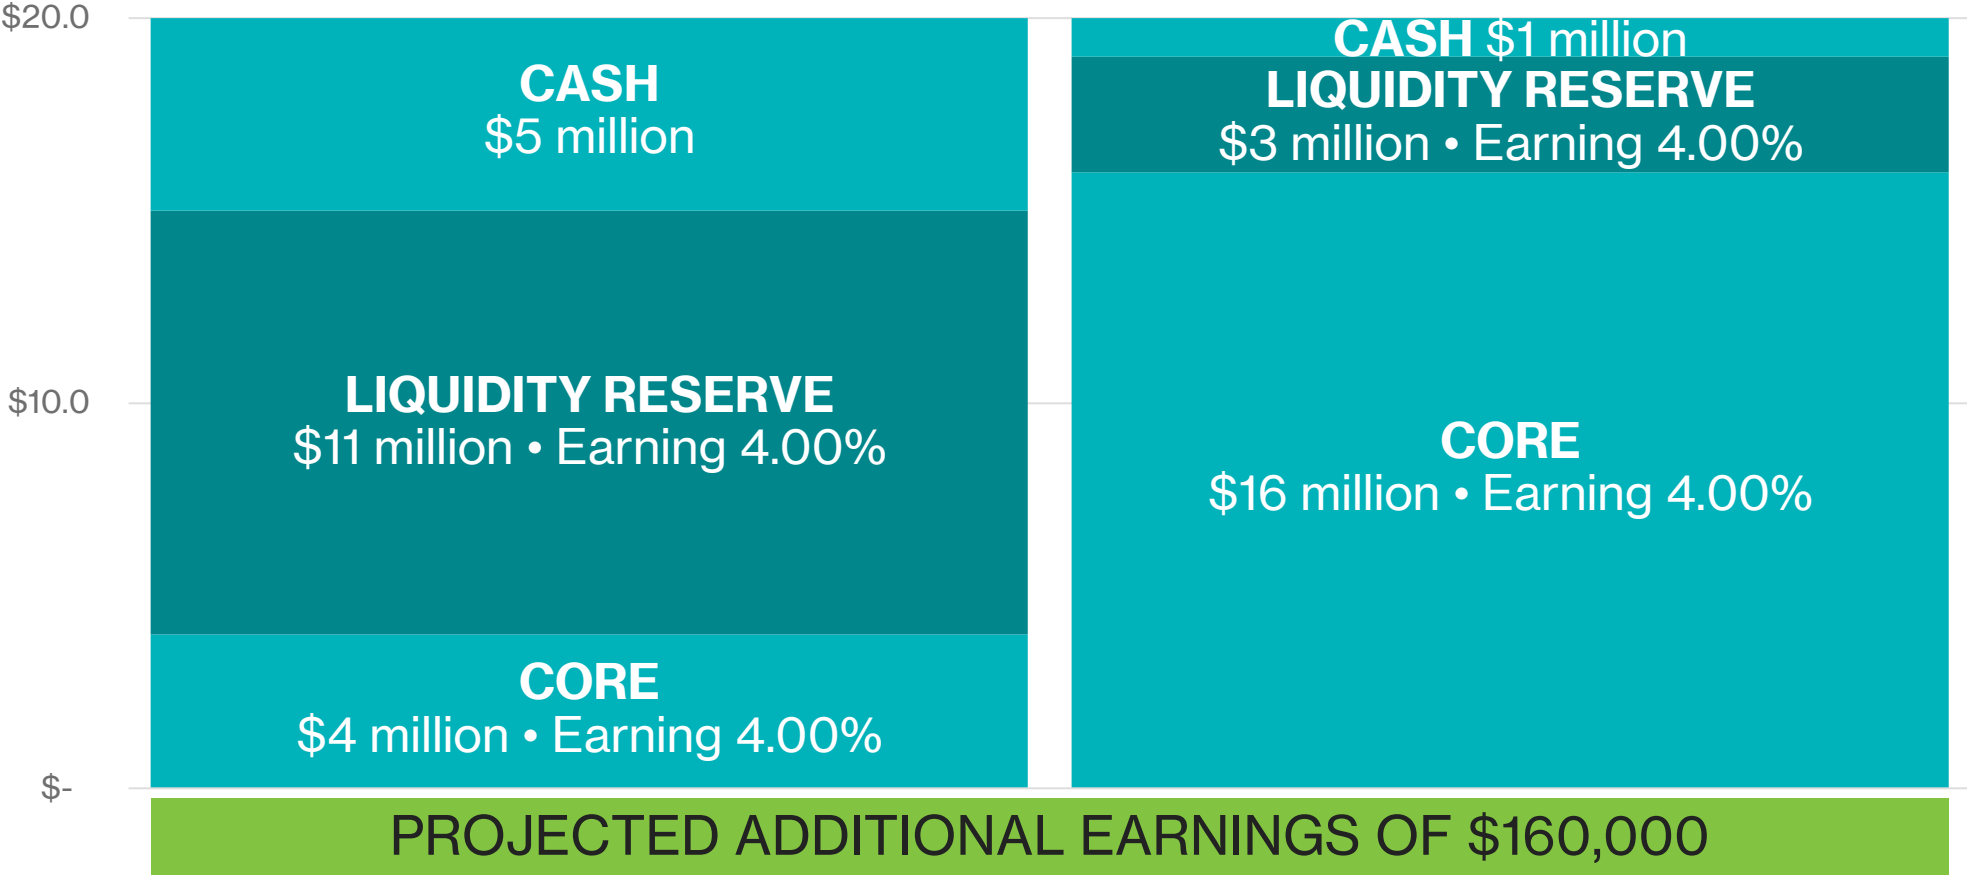 $20.0
$10.0
$-
CASH
$5 million
LIQUIDITY RESERVE
$11 million • Earning 4.00%
CORE
$4 million • Earning 4.00%
CASH $1 million
LIQUIDITY RESERVE
$3 million • Earning 4.00%
CORE
$16 million • Earning 4.00%
PROJECTED ADDITIONAL EARNINGS OF $160,000